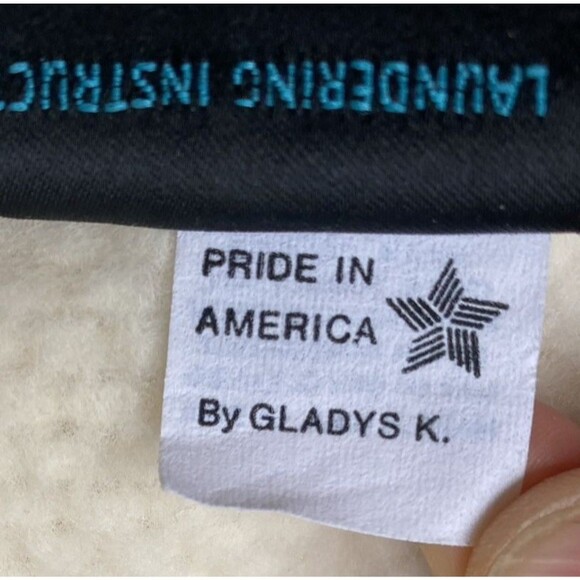 LAUNDERING INSTRUC
PRIDE IN
AMERICA
By GLADYS K.